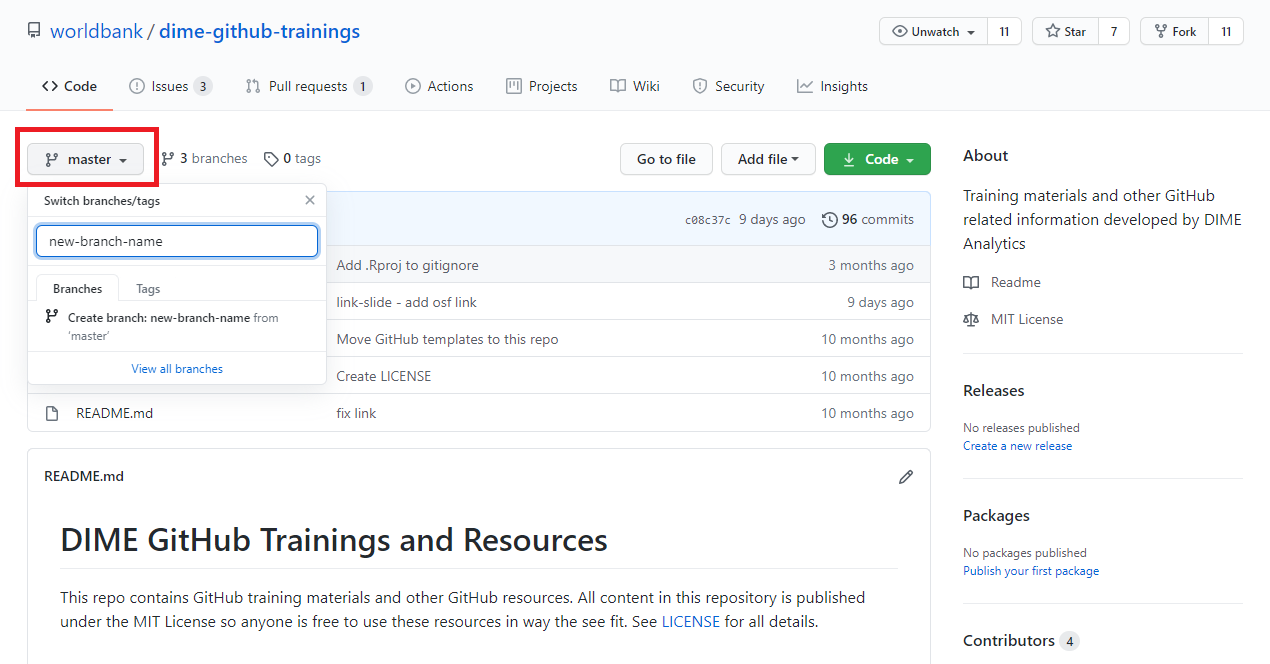 worldbank / dime-github-trainings
Unwatch 11 Star 7 Fork 11
Code Issues 3 Pull requests 1 Actions Projects Wiki Security Insights
master 3 branches 0 tags Go to file Add file Code
Switch branches/tags
new-branch-name
Branches Tags
Create branch: new-branch-name from
'master'
View all branches
c08c37c 9 days ago 96 commits
Add .Rproj to gitignore 3 months ago
link-slide - add osf link 9 days ago
Move GitHub templates to this repo 10 months ago
Create LICENSE 10 months ago
README.md fix link 10 months ago
README.md
DIME GitHub Trainings and Resources
This repo contains GitHub training materials and other GitHub resources. All content in this repository is published
under the MIT License so anyone is free to use these resources in way the see fit. See LICENSE for all details.
About
Training materials and other GitHub
related information developed by DIME
Analytics
Readme
MIT License
Releases
No releases published
Create a new release
Packages
No packages published
Publish your first package
Contributors 4